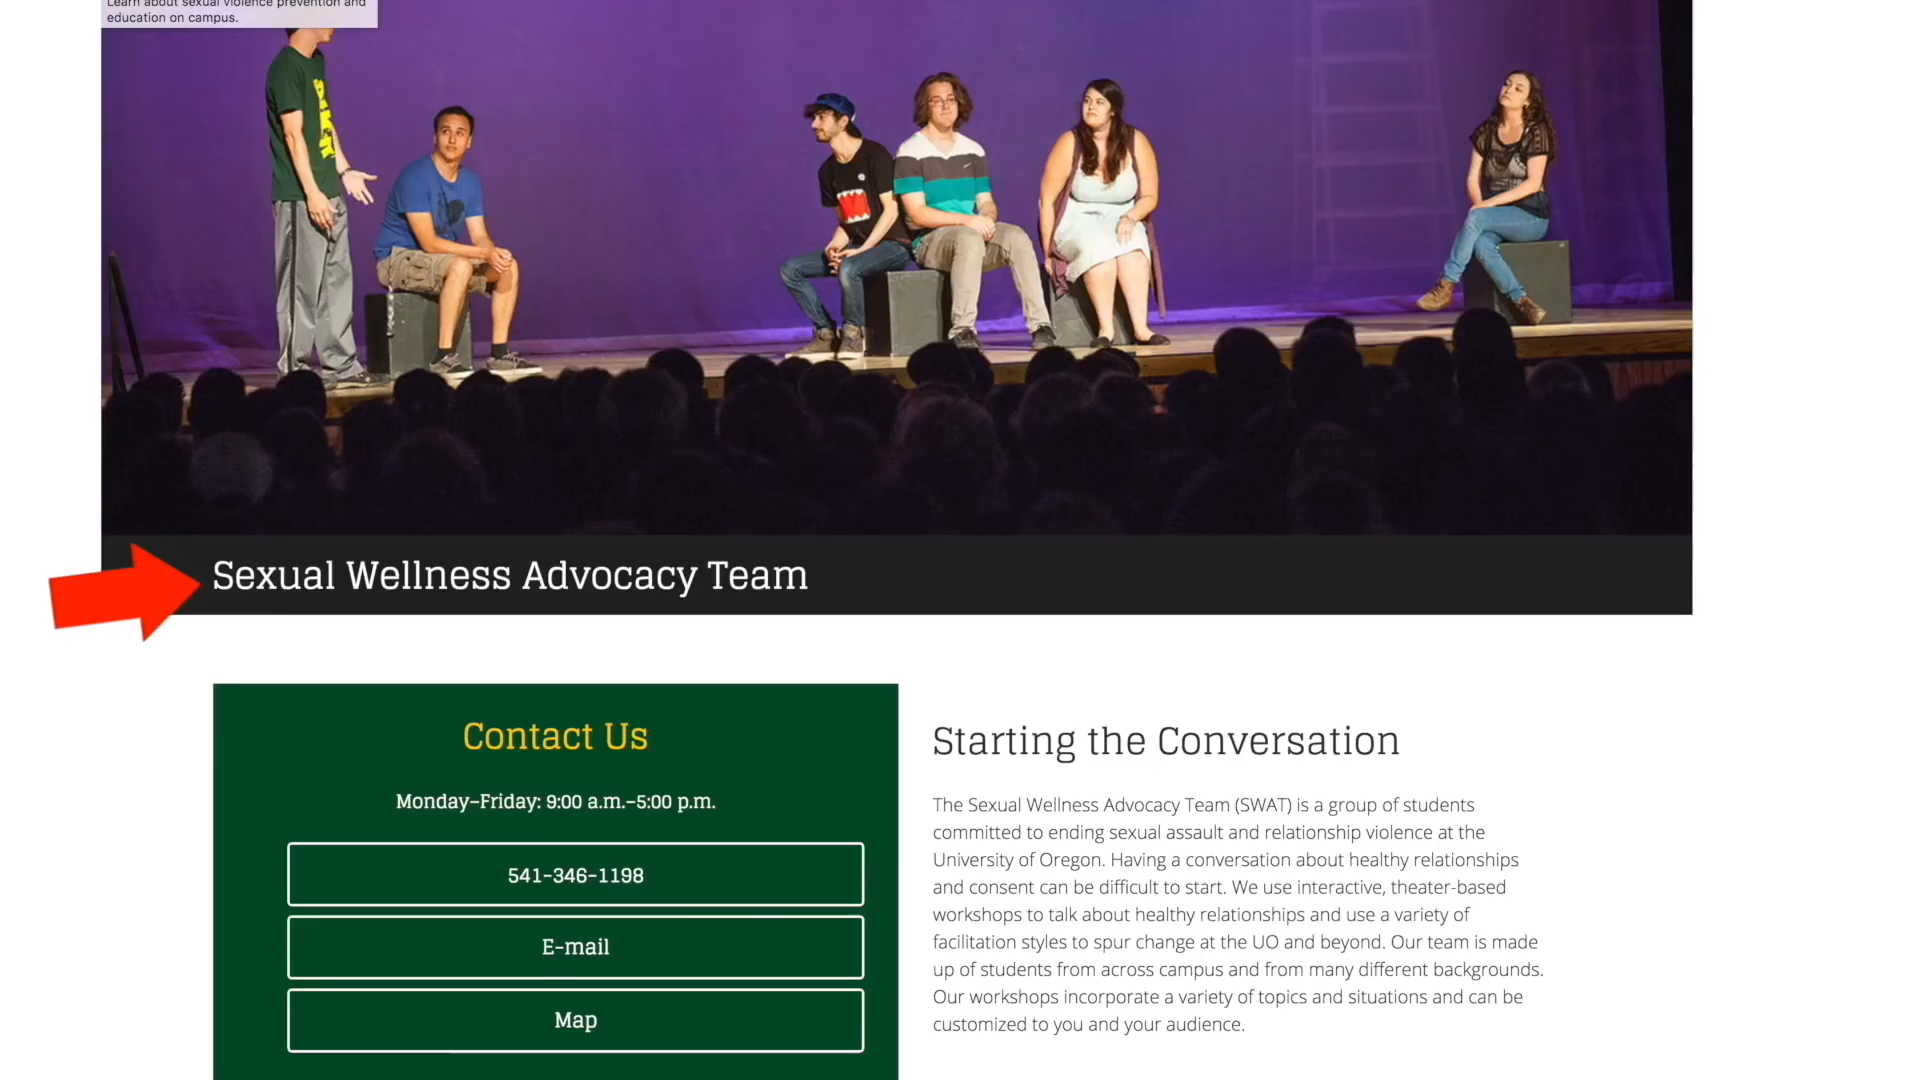 Learn about sexual violence prevention and
education on campus.
Sexual Wellness Advocacy Team
Contact Us
Monday–Friday: 9:00 a.m.–5:00 p.m.
541-346-1198
E-mail
Map
Starting the Conversation
The Sexual Wellness Advocacy Team (SWAT) is a group of students
committed to ending sexual assault and relationship violence at the
University of Oregon. Having a conversation about healthy relationships
and consent can be difficult to start. We use interactive, theater-based
workshops to talk about healthy relationships and use a variety of
facilitation styles to spur change at the UO and beyond. Our team is made
up of students from across campus and from many different backgrounds.
Our workshops incorporate a variety of topics and situations and can be
customized to you and your audience.